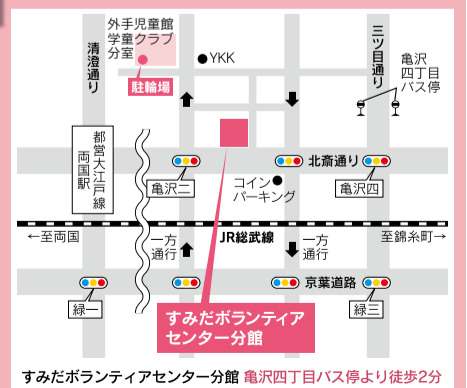 外手児童館
学童クラブ
分室
YKK
駐輪場
清澄通り
三ツ目通り
亀沢
四丁目
バス停
都営大江戸線
両国駅
亀沢二
北斎通り
亀沢四
コイン
パーキング
←至両国
一方
通行
JR総武線
一方
通行
至錦糸町→
緑一
京葉道路
緑三
すみだボランティア
センター分館
すみだボランティアセンター分館 亀沢四丁目バス停より徒歩2分